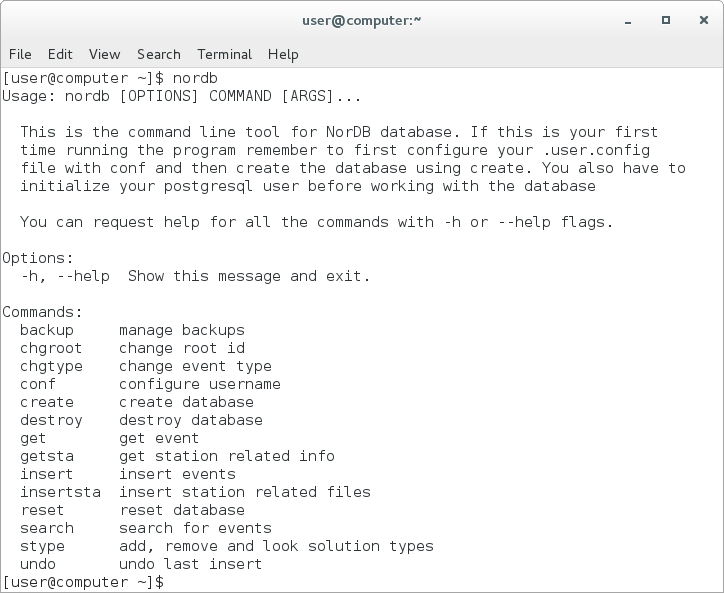 user@computer:~
File Edit View Search Terminal Help
[user@computer ~]$ nordb
Usage: nordb [OPTIONS] COMMAND [ARGS]...
This is the command line tool for NorDB database. If this is your first
time running the program remember to first configure your .user.config
file with conf and then create the database using create. You also have to
initialize your postgresql user before working with the database
You can request help for all the commands with -h or --help flags.
Options:
-h, --help  Show this message and exit.
Commands:
backup     manage backups
chgroot    change root id
chgtype    change event type
conf       configure username
create     create database
destroy    destroy database
get        get event
getsta     get station related info
insert     insert events
insertsta  insert station related files
reset      reset database
search     search for events
stype      add, remove and look solution types
undo       undo last insert
[user@computer ~]$